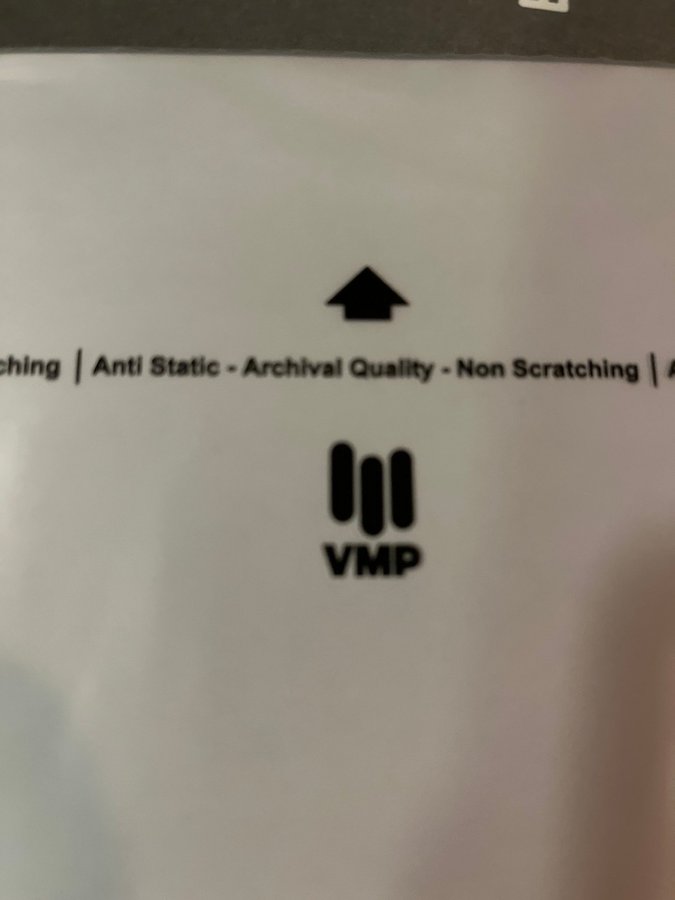 ching | Anti Static - Archival Quality - Non Scratching |
VMP